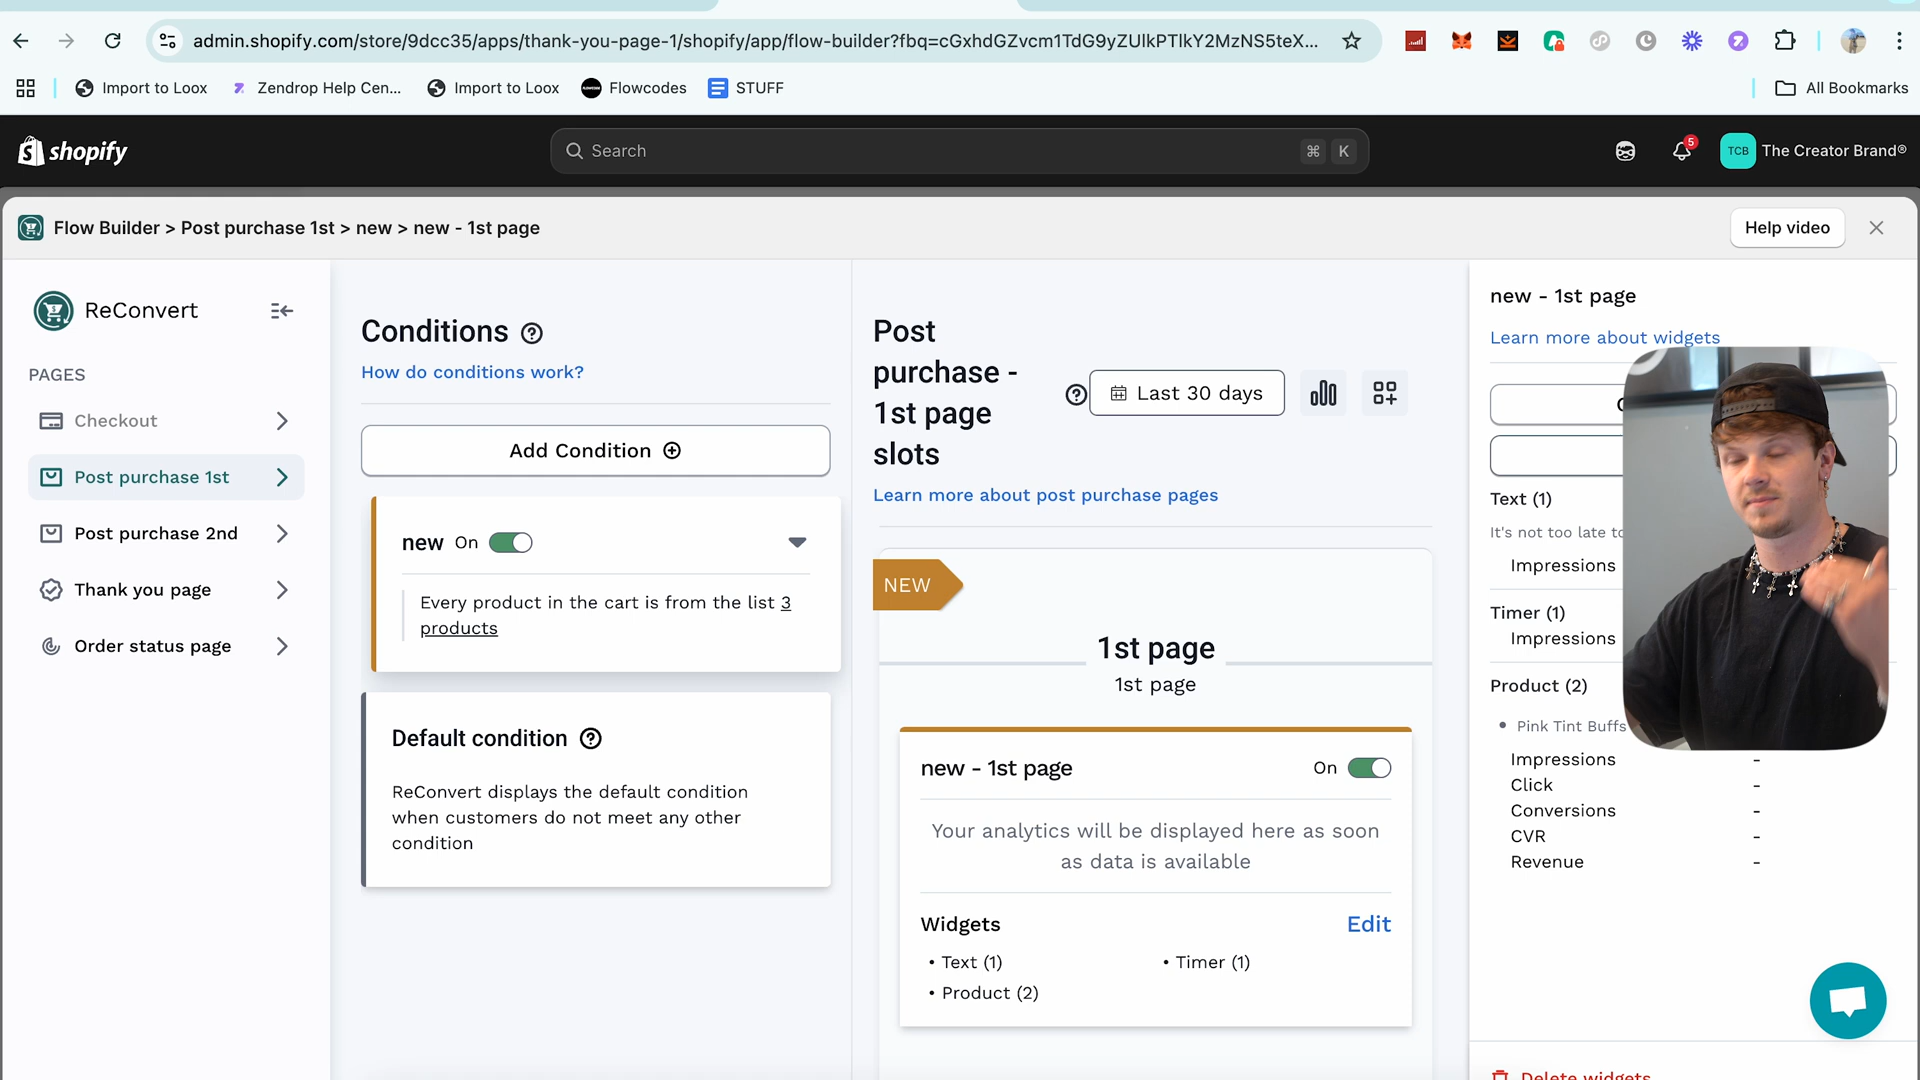 admin.shopify.com/store/9dcc35/apps/thank-you-page-1/shopify/app/flow-builder?fbq=cGxhdGZvcm1TdG9yZUlkPTlkY2MzNS5teX...
Import to Loox
Zendrop Help Cen...
Import to Loox
Flowcodes
STUFF
All Bookmarks
shopify
Search
⌘ K
5
TCB
The Creator Brand®
Flow Builder > Post purchase 1st > new > new - 1st page
Help video
ReConvert
PAGES
Checkout
Post purchase 1st
Post purchase 2nd
Thank you page
Order status page
Conditions
How do conditions work?
Add Condition
new On
Every product in the cart is from the list 3
products
Default condition
ReConvert displays the default condition
when customers do not meet any other
condition
Post
purchase -
1st page
slots
Last 30 days
Learn more about post purchase pages
NEW
1st page
1st page
new - 1st page
On
Your analytics will be displayed here as soon
as data is available
Widgets
Edit
• Text (1)
• Timer (1)
• Product (2)
new - 1st page
Learn more about widgets
Text (1)
It's not too late to
Impressions
Timer (1)
Impressions
Product (2)
• Pink Tint Buffs
Impressions -
Click -
Conversions -
CVR -
Revenue -
Delete widgets